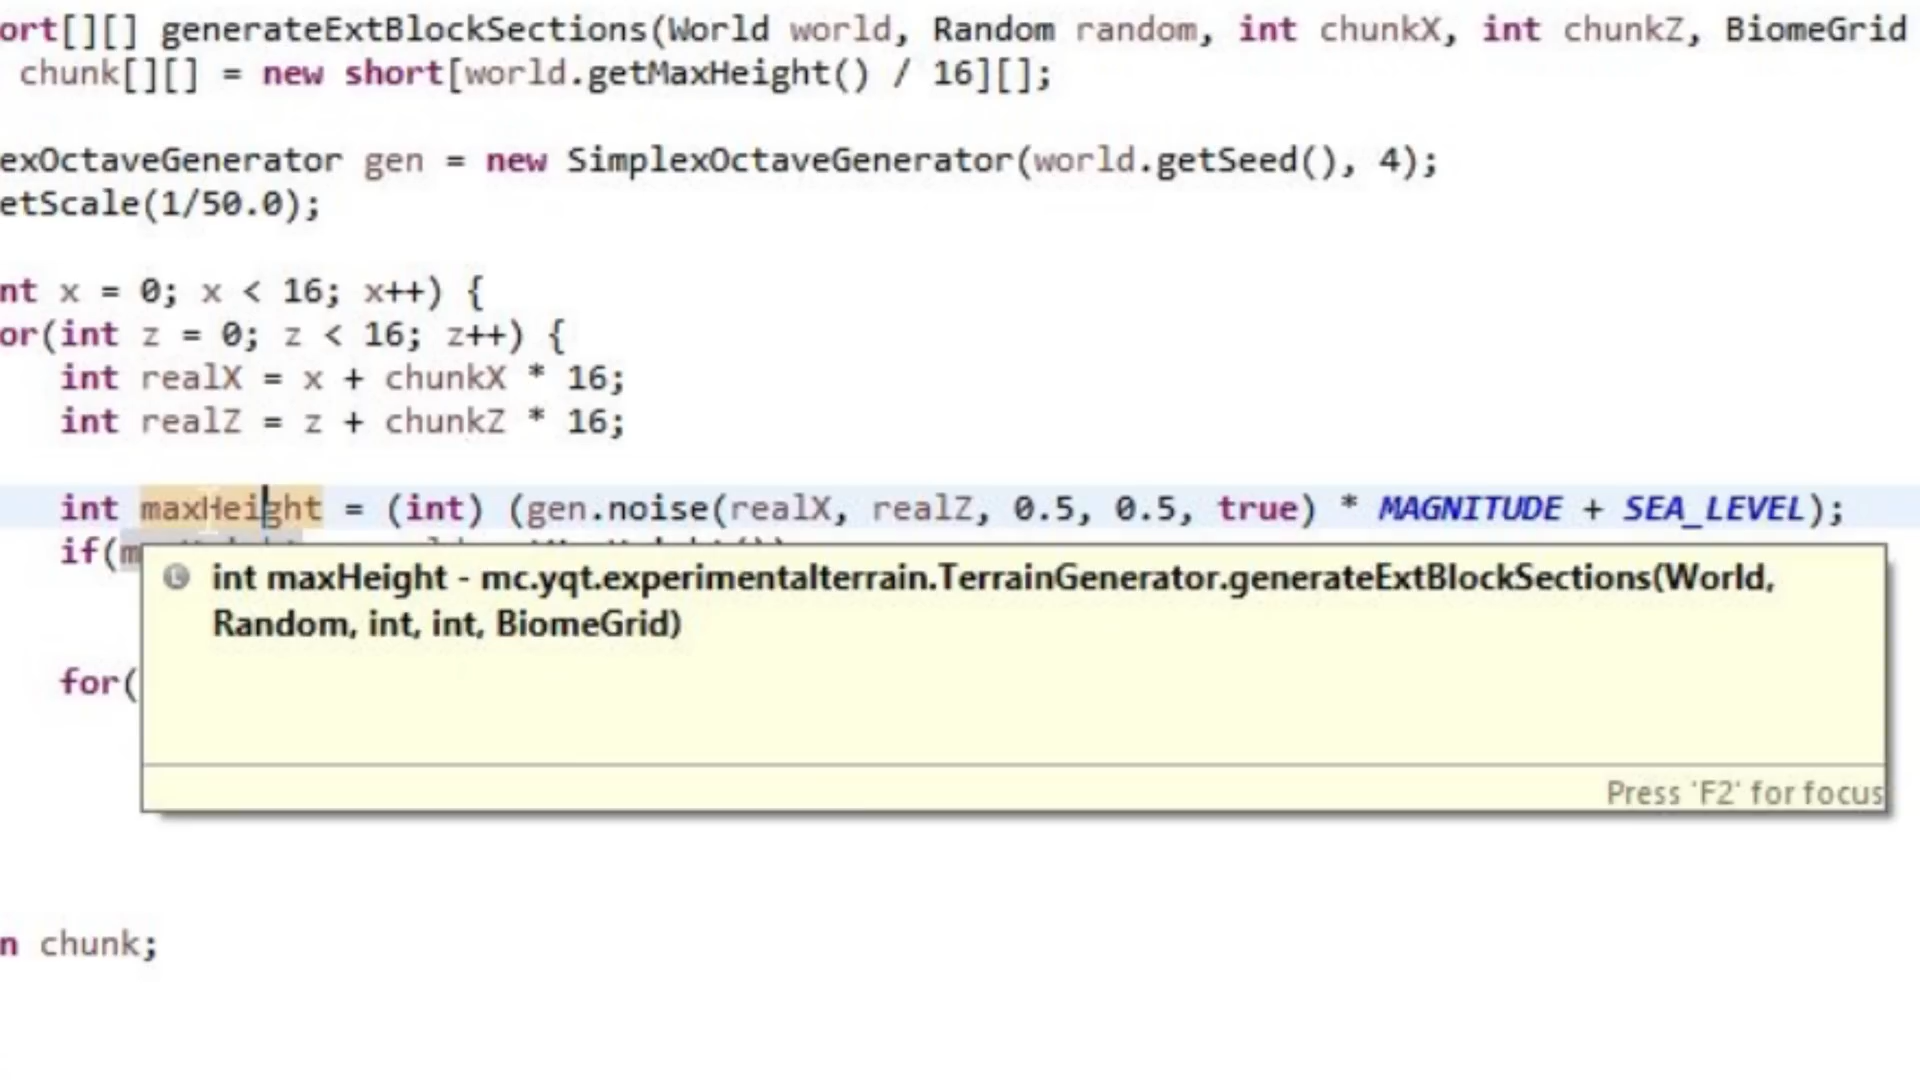 ort[][] generateExtBlockSections(World world, Random random, int chunkX, int chunkZ, BiomeGrid
chunk[][] = new short[world.getMaxHeight() / 16][];
exOctaveGenerator gen = new SimplexOctaveGenerator(world.getSeed(), 4);
etScale(1/50.0);
nt x = 0; x < 16; x++) {
or(int z = 0; z < 16; z++) {
int realX = x + chunkX * 16;
int realZ = z + chunkZ * 16;
int maxHeight = (int) (gen.noise(realX, realZ, 0.5, 0.5, true) * MAGNITUDE + SEA_LEVEL);
if(
int maxHeight - mc.yqt.experimentalterrain.TerrainGenerator.generateExtBlockSections(World,
Random, int, int, BiomeGrid)
for(
Press 'F2' for focus
n chunk;